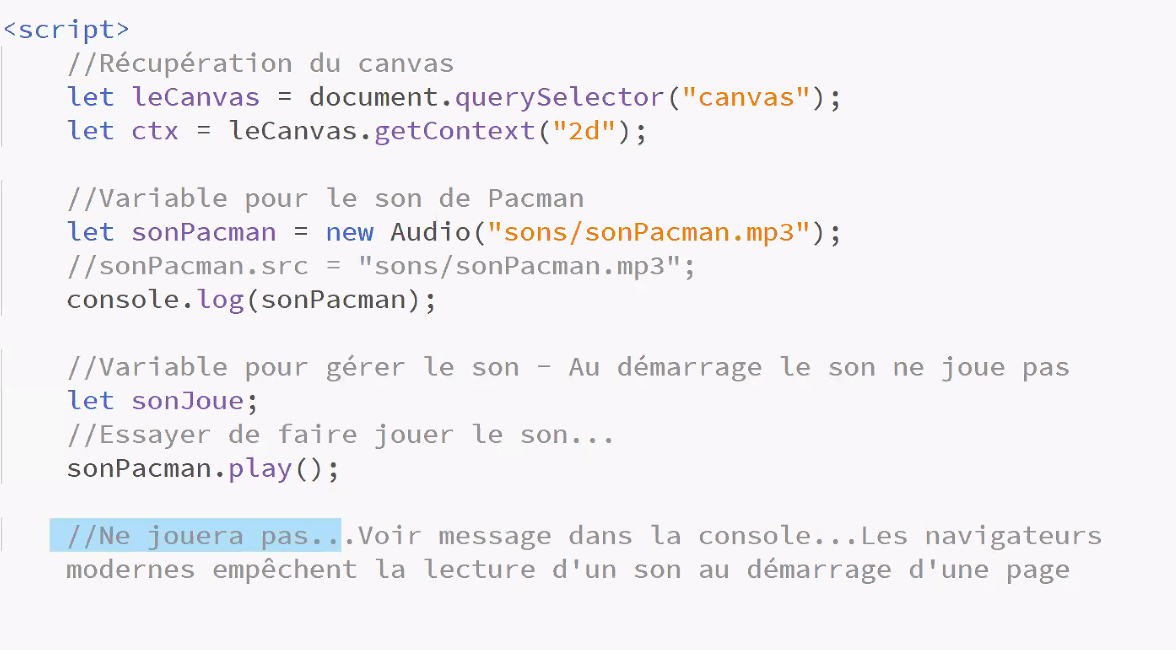 <script>
//Récupération du canvas
let leCanvas = document.querySelector("canvas");
let ctx = leCanvas.getContext("2d");
//Variable pour le son de Pacman
let sonPacman = new Audio("sons/sonPacman.mp3");
//sonPacman.src = "sons/sonPacman.mp3";
console.log(sonPacman);
//Variable pour gérer le son – Au démarrage le son ne joue pas
let sonJoue;
//Essayer de faire jouer le son...
sonPacman.play();
//Ne jouera pas...Voir message dans la console...Les navigateurs
modernes empêchent la lecture d'un son au démarrage d'une page